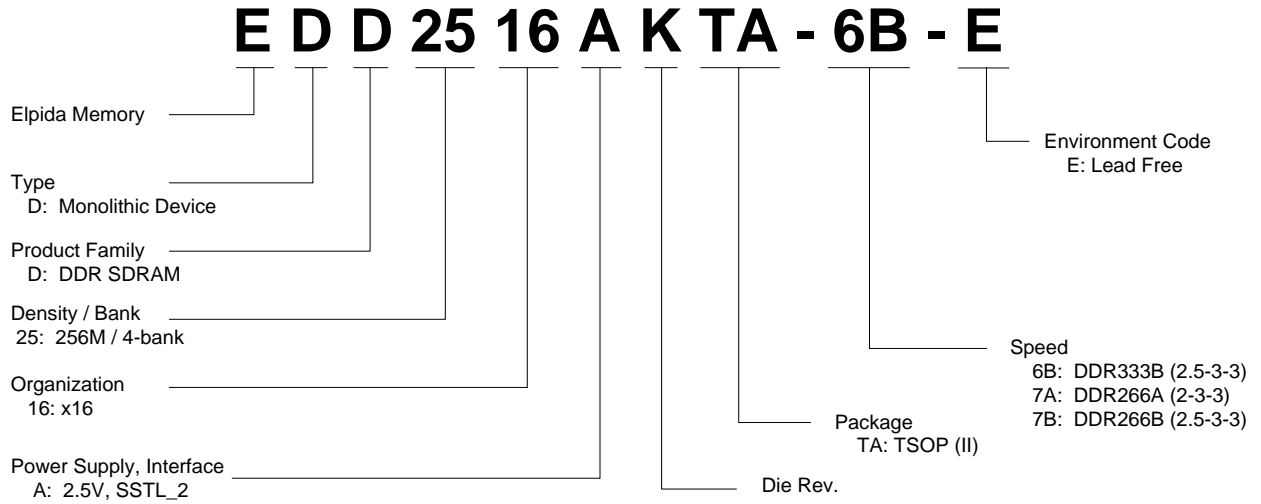 E D D 25 16 A K TA - 6B - E
Elpida Memory
Type
D: Monolithic Device
Product Family
D: DDR SDRAM
Density / Bank
25: 256M / 4-bank
Organization
16: x16
Power Supply, Interface
A: 2.5V, SSTL_2
Die Rev.
Package
TA: TSOP (II)
Speed
6B: DDR333B (2.5-3-3)
7A: DDR266A (2-3-3)
7B: DDR266B (2.5-3-3)
Environment Code
E: Lead Free